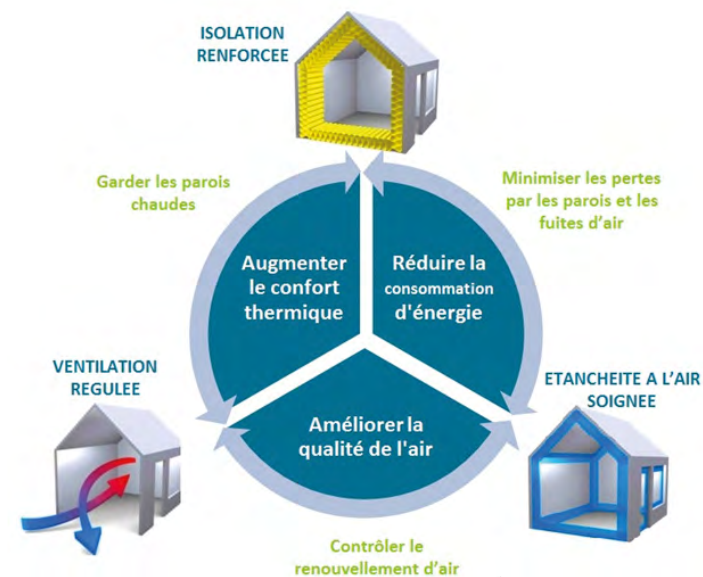 ISOLATION
RENFORCEE
Garder les parois
chaudes
Minimiser les pertes
par les parois et les
fuites d'air
Augmenter
le confort
thermique
Réduire la
consommation
d'énergie
VENTILATION
REGULEE
ETANCHEITE A L'AIR
SOIGNEE
Améliorer la
qualité de l'air
Contrôler le
renouvellement d'air